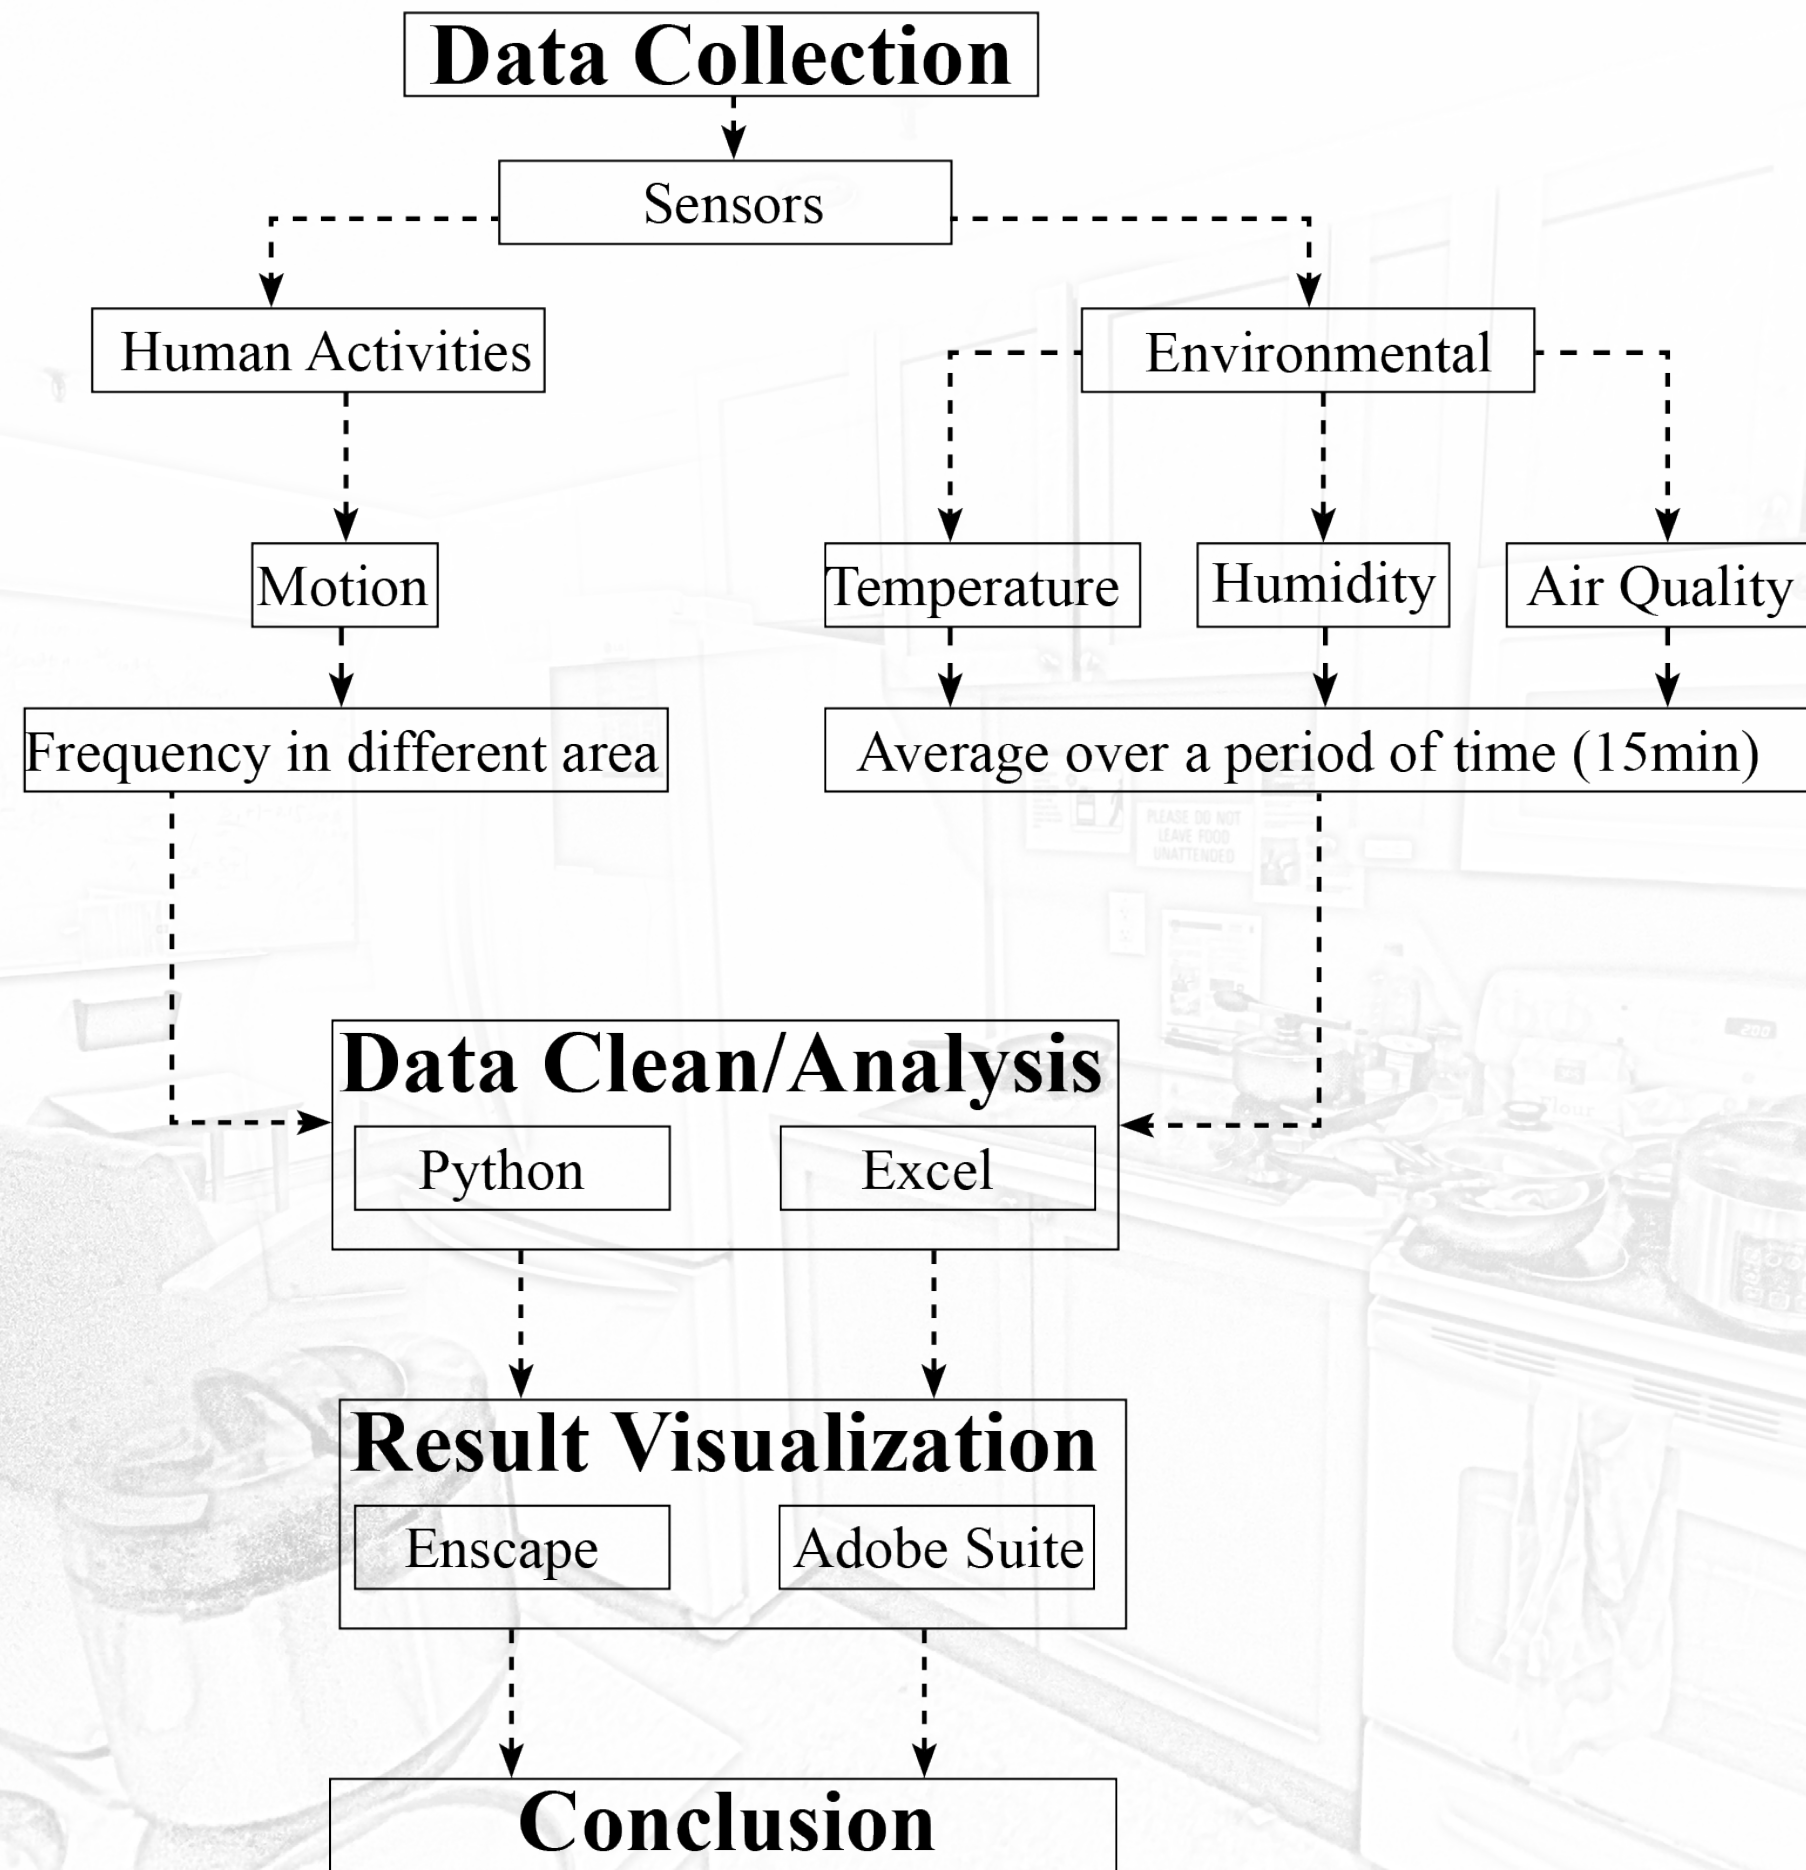 Data Collection
Sensors
Human Activities
Environmental
Motion
Temperature
Humidity
Air Quality
Frequency in different area
Average over a period of time (15min)
PLEASE DO NOT
LEAVE FOOD
UNATTENDED
Data Clean/Analysis
Python
Excel
Flour
Result Visualization
Enscape
Adobe Suite
Conclusion